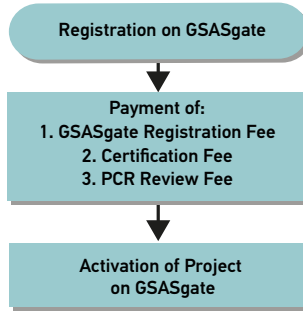 Registration on GSASgate
Payment of:
1. GSASgate Registration Fee
2. Certification Fee
3. PCR Review Fee
Activation of Project
on GSASgate